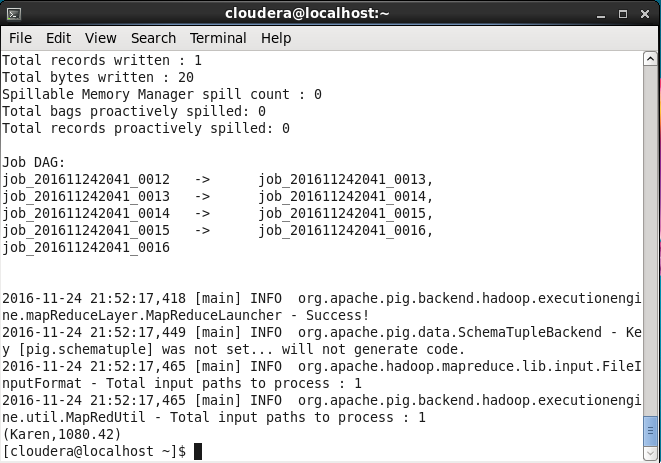 cloudera@localhost:~
File Edit View Search Terminal Help
Total records written : 1
Total bytes written : 20
Spillable Memory Manager spill count : 0
Total bags proactively spilled: 0
Total records proactively spilled: 0
Job DAG:
job_201611242041_0012 -> job_201611242041_0013,
job_201611242041_0013 -> job_201611242041_0014,
job_201611242041_0014 -> job_201611242041_0015,
job_201611242041_0015 -> job_201611242041_0016,
job_201611242041_0016
2016-11-24 21:52:17,418 [main] INFO org.apache.pig.backend.hadoop.executionengi
ne.mapReduceLayer.MapReduceLauncher - Success!
2016-11-24 21:52:17,449 [main] INFO org.apache.pig.data.SchemaTupleBackend - Ke
y [pig.schematuple] was not set... will not generate code.
2016-11-24 21:52:17,465 [main] INFO org.apache.hadoop.mapreduce.lib.input.FileI
nputFormat - Total input paths to process : 1
2016-11-24 21:52:17,465 [main] INFO org.apache.pig.backend.hadoop.executionengi
ne.util.MapRedUtil - Total input paths to process : 1
(Karen,1080.42)
[cloudera@localhost ~]$